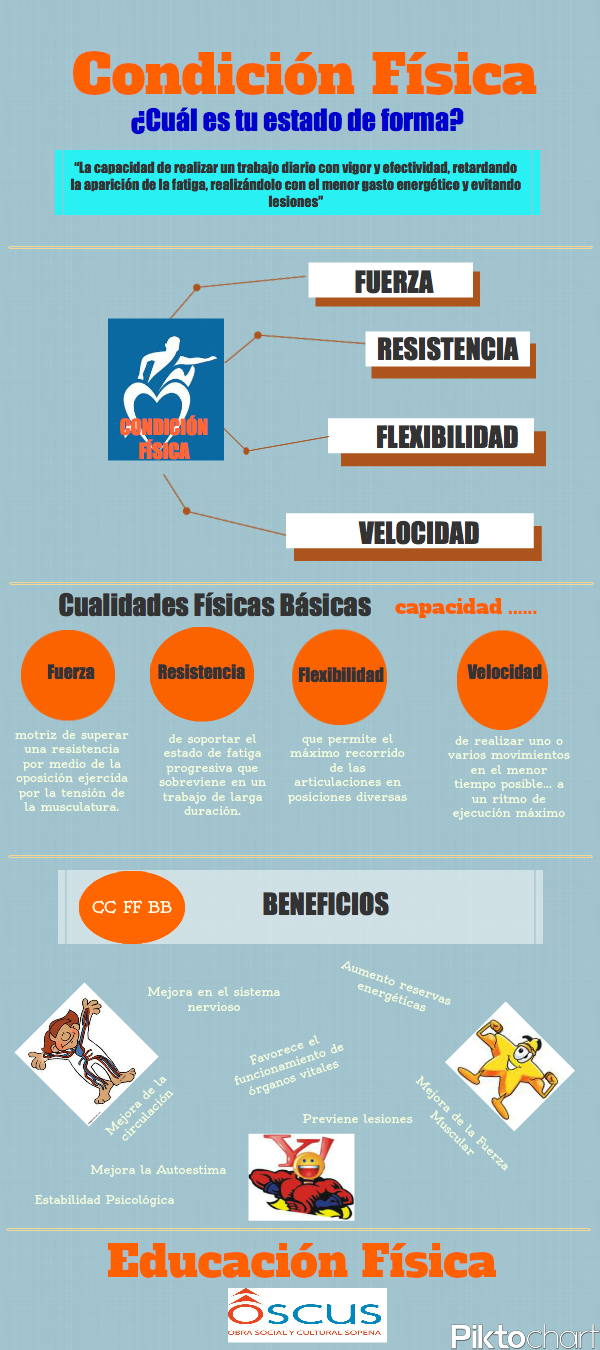 Condición Física
¿Cuál es tu estado de forma?
“La capacidad de realizar un trabajo diario con vigor y efectividad, retardando
la aparición de la fatiga, realizándolo con el menor gasto energético y evitando
lesiones”
FUERZA
RESISTENCIA
CONDICIÓN
FÍSICA
FLEXIBILIDAD
VELOCIDAD
Cualidades Físicas Básicas
capacidad ......
Fuerza
motriz de superar
una resistencia
por medio de la
oposición ejercida
por la tensión de
la musculatura.
Resistencia
de soportar el
estado de fatiga
progresiva que
sobreviene en un
trabajo de larga
duración.
Flexibilidad
que permite el
máximo recorrido
de las
articulaciones en
posiciones diversas
Velocidad
de realizar uno o
varios movimientos
en el menor
tiempo posible... a
un ritmo de
ejecución máximo
CC FF BB
BENEFICIOS
Mejora en el sistema
nervioso
Aumento reservas
energéticas
Favorece el
funcionamiento de
órganos vitales
Mejora de la
circulación
Previene lesiones
Mejora de la Fuerza
Muscular
Y!
Mejora la Autoestima
Estabilidad Psicológica
Educación Física
OSCUS
OBRA SOCIAL Y CULTURAL SOPEÑA
Piktochart